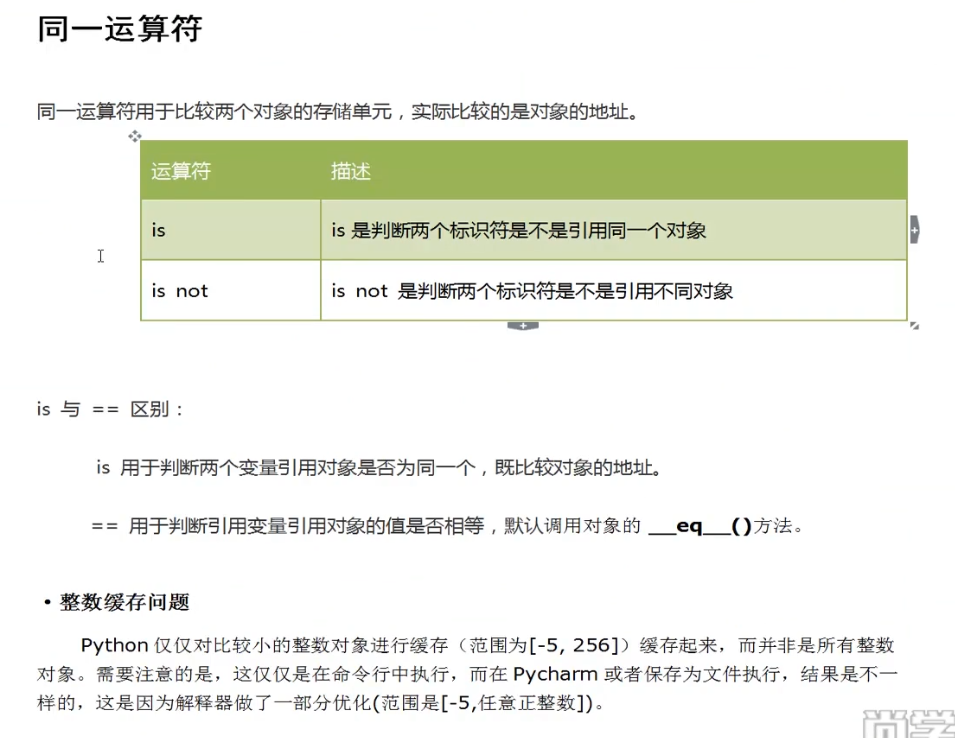 同一运算符
同一运算符用于比较两个对象的存储单元，实际比较的是对象的地址。
运算符 描述
is is 是判断两个标识符是不是引用同一个对象
is not is not 是判断两个标识符是不是引用不同对象
is 与 == 区别：
is 用于判断两个变量引用对象是否为同一个，既比较对象的地址。
== 用于判断引用变量引用对象的值是否相等，默认调用对象的 __eq__()方法。
• 整数缓存问题
Python 仅仅对比较小的整数对象进行缓存（范围为[-5, 256]）缓存起来，而并非是所有整数
对象。需要注意的是，这仅仅是在命令行中执行，而在 Pycharm 或者保存为文件执行，结果是不一
样的，这是因为解释器做了一部分优化(范围是[-5,任意正整数])。
尚学